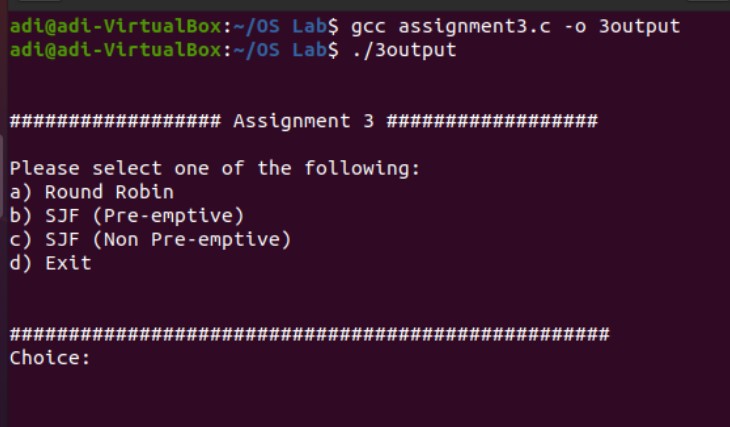 adi@adi-VirtualBox:~/OS Lab$ gcc assignment3.c -o 3output
adi@adi-VirtualBox:~/OS Lab$ ./3output
################## Assignment 3 ##################
Please select one of the following:
a) Round Robin
b) SJF (Pre-emptive)
c) SJF (Non Pre-emptive)
d) Exit
###################################################
Choice: